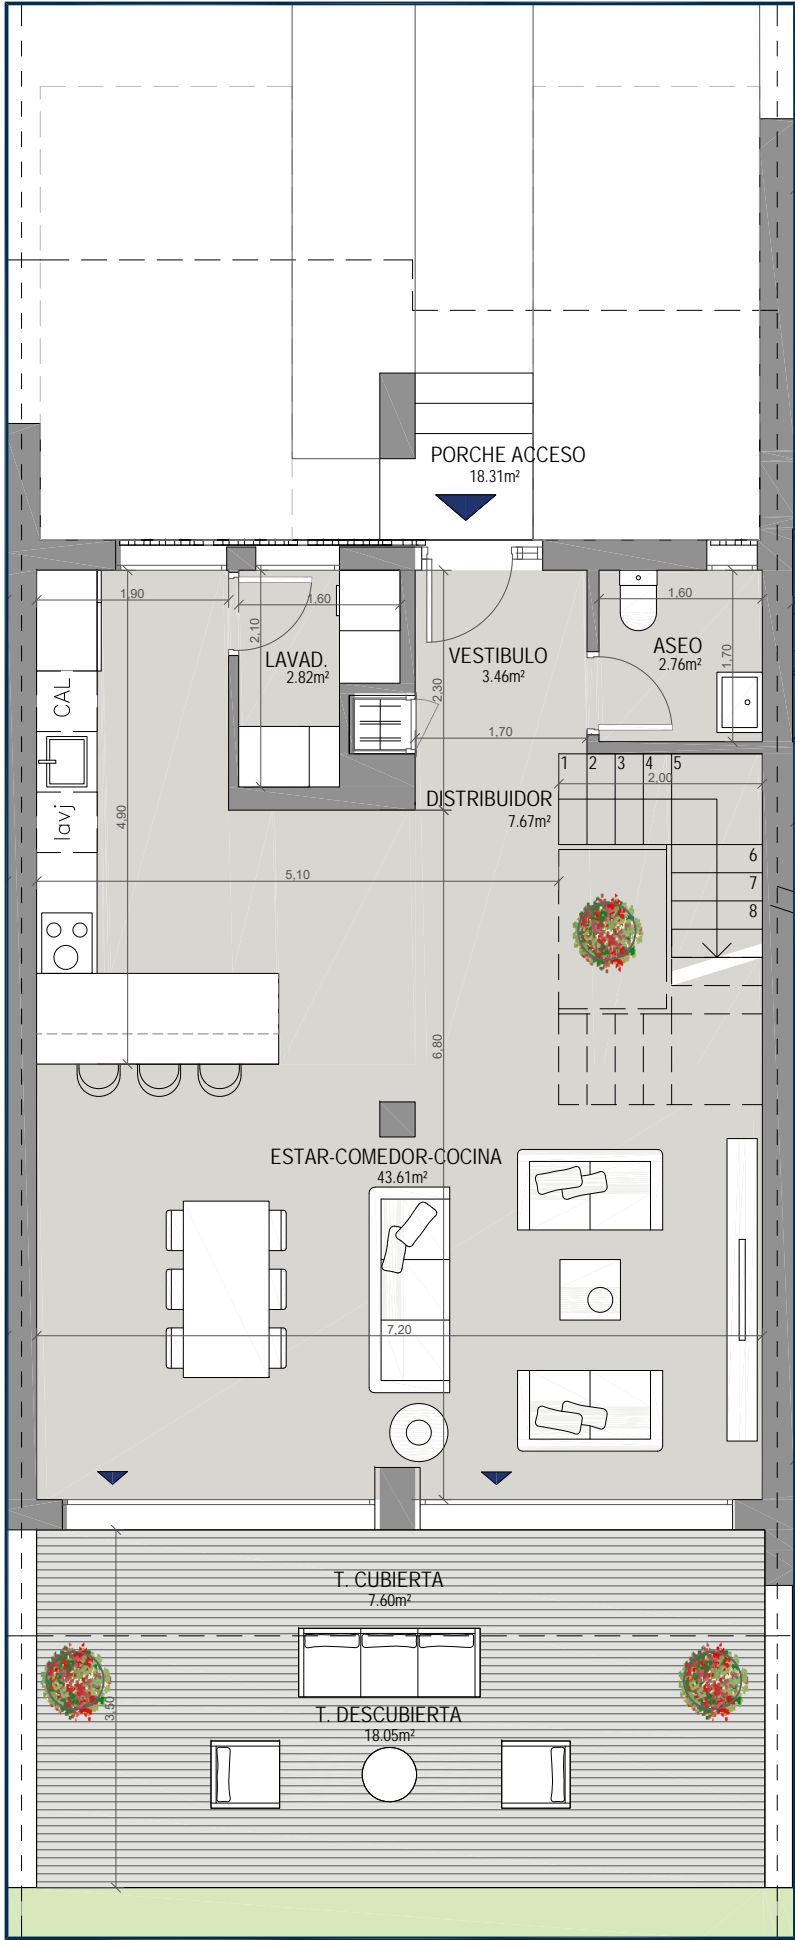 PORCHE ACCESO
18.31m²
1,90
1,60
2,10
LAVAD.
2.82m²
VESTIBULO
3.46m²
2,30
1,70
1,60
ASEO
2.76m²
1,70
CAL
lavj
4,90
DISTRIBUIDOR
7.67m²
1 2 3 4 5
2,00
6
7
8
5,10
6,80
ESTAR-COMEDOR-COCINA
43.61m²
7,20
T. CUBIERTA
7.60m²
3,50
T. DESCUBIERTA
18.05m²